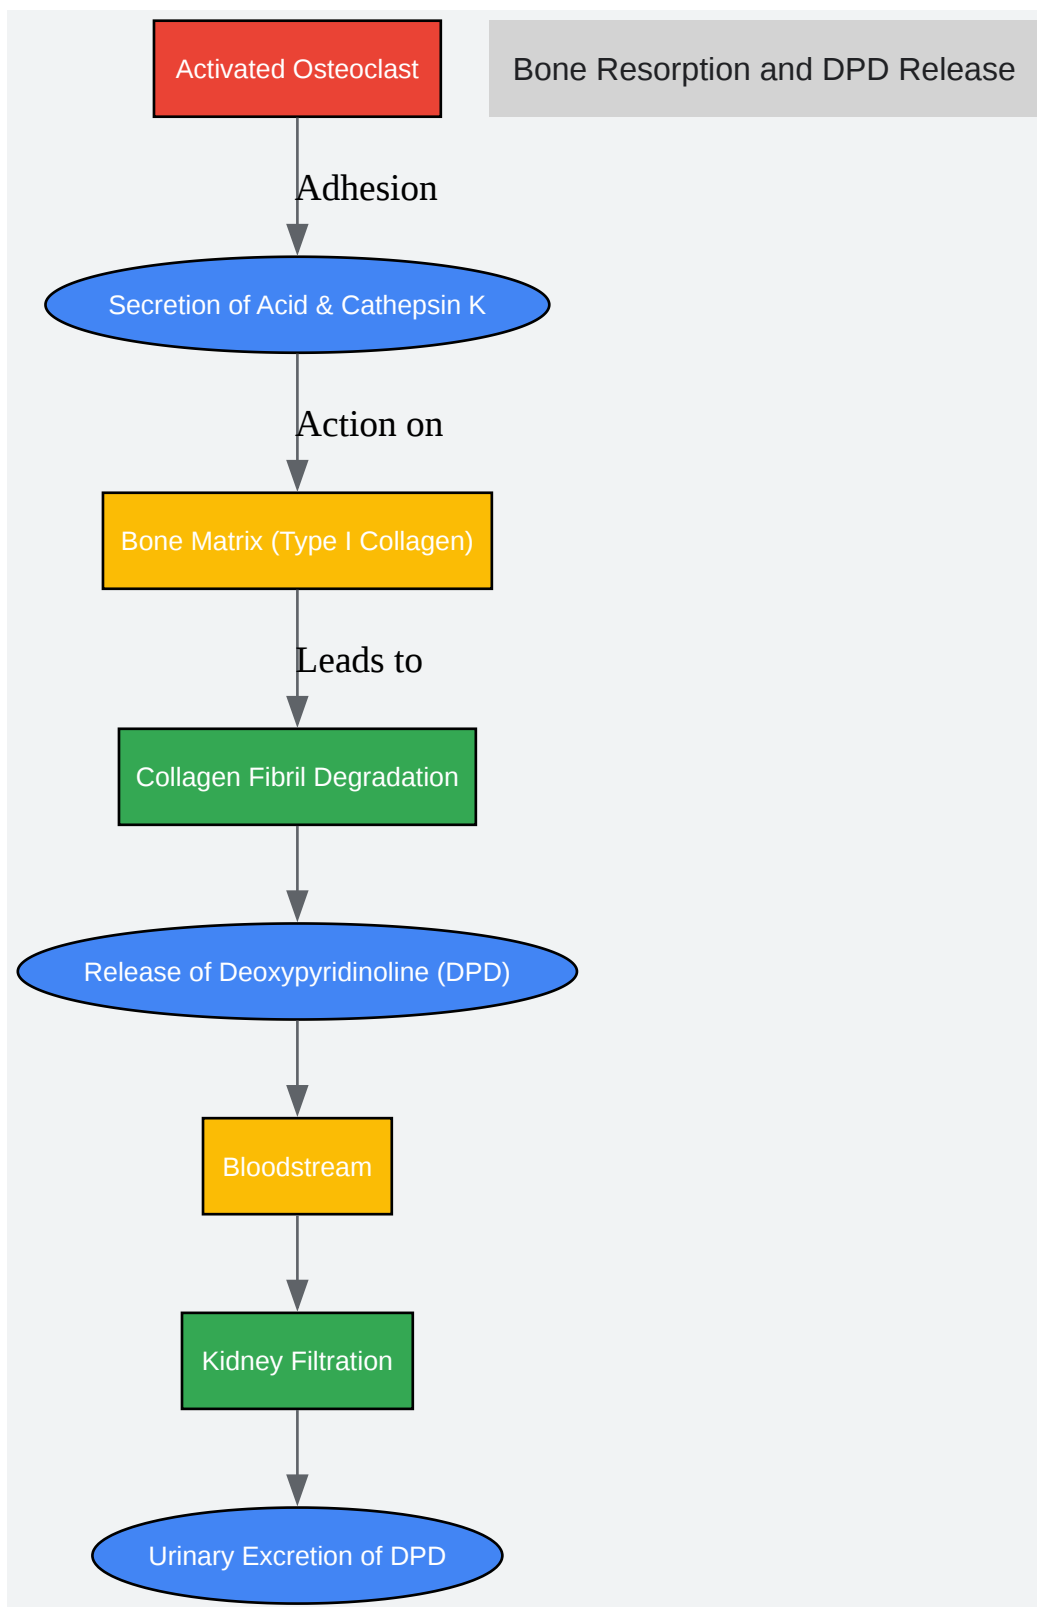 Activated Osteoclast
Bone Resorption and DPD Release
Adhesion
Secretion of Acid & Cathepsin K
Action on
Bone Matrix (Type I Collagen)
Leads to
Collagen Fibril Degradation
Release of Deoxypyridinoline (DPD)
Bloodstream
Kidney Filtration
Urinary Excretion of DPD